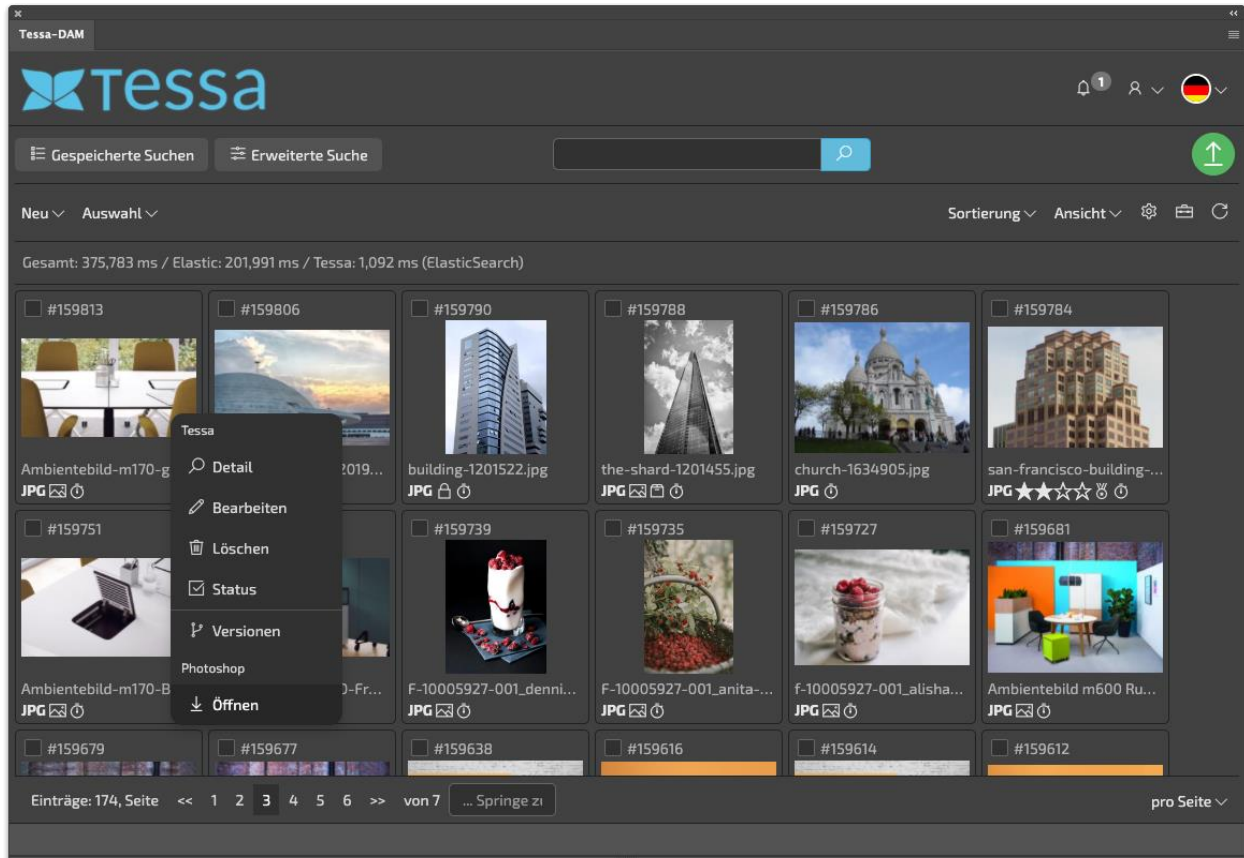 Tessa-DAM
Tessa
1
Gespeicherte Suchen
Erweiterte Suche
Neu
Auswahl
Sortierung
Ansicht
Gesamt: 375,783 ms / Elastic: 201,991 ms / Tessa: 1,092 ms (ElasticSearch)
#159813
#159806
#159790
#159788
#159786
#159784
Ambientebild-m170-g
2019...
building-1201522.jpg
the-shard-1201455.jpg
church-1634905.jpg
san-francisco-building-...
JPG
JPG
JPG
JPG
JPG
Tessa
Detail
Bearbeiten
Löschen
Status
Versionen
Photoshop
Öffnen
#159751
#159739
#159735
#159727
#159681
Ambientebild-m170-B
0-Fr...
F-10005927-001_denni...
F-10005927-001_anita-...
f-10005927-001_alisha...
Ambientebild m600 Ru...
JPG
JPG
JPG
JPG
JPG
#159679
#159677
#159638
#159616
#159614
#159612
Einträge: 174, Seite << 1 2 3 4 5 6 >> von 7 ... Springe zu
pro Seite